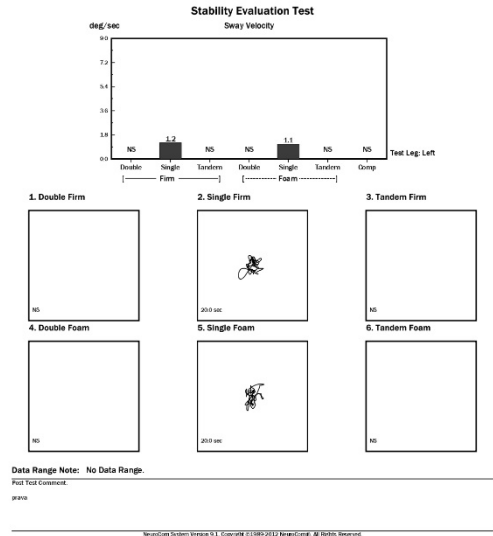 Stability Evaluation Test
deg/sec Sway Velocity
9.0
7.2
5.4
3.6
1.8
0.0
NS 1.2 NS NS 1.1 NS NS
Test Leg: Left
Double Single Tandem Double Single Tandem Comp
[ Firm ] [ Foam ]
1. Double Firm 2. Single Firm 3. Tandem Firm
NS 20.0 sec NS
4. Double Foam 5. Single Foam 6. Tandem Foam
NS 20.0 sec NS
Data Range Note: No Data Range.
Post Test Comment:
prava
NeuroCom System Version 9.1. Copyright ©1989-2012 NeuroCom®. All Rights Reserved.